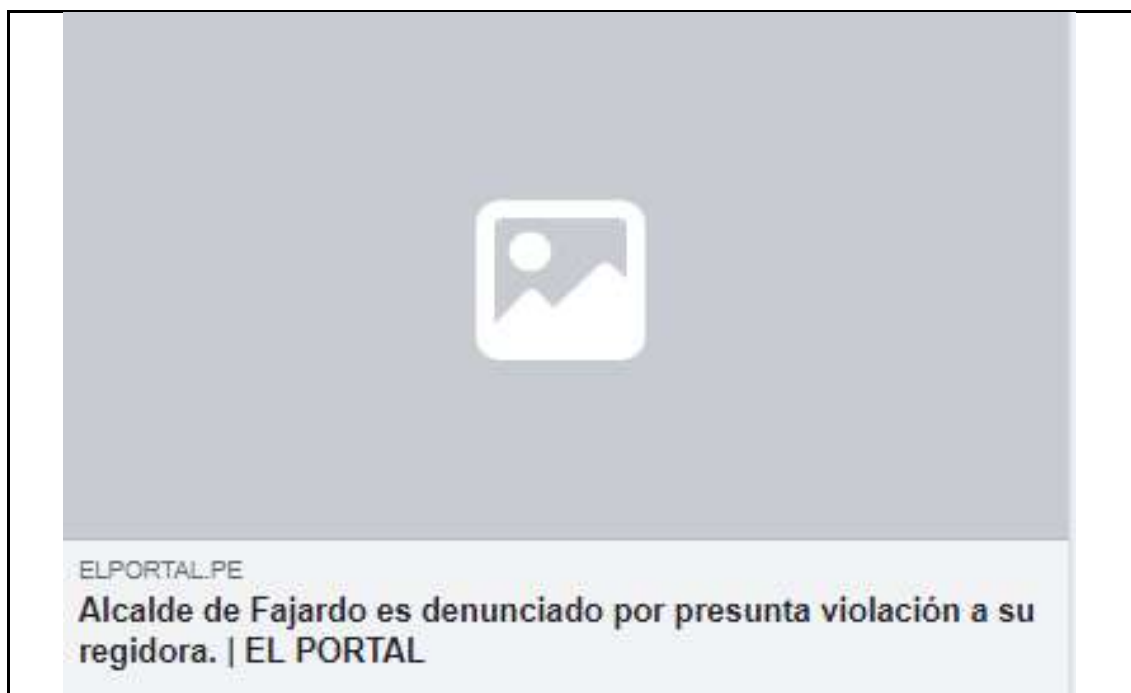 ELPORTAL.PE
Alcalde de Fajardo es denunciado por presunta violación a su
regidora. | EL PORTAL